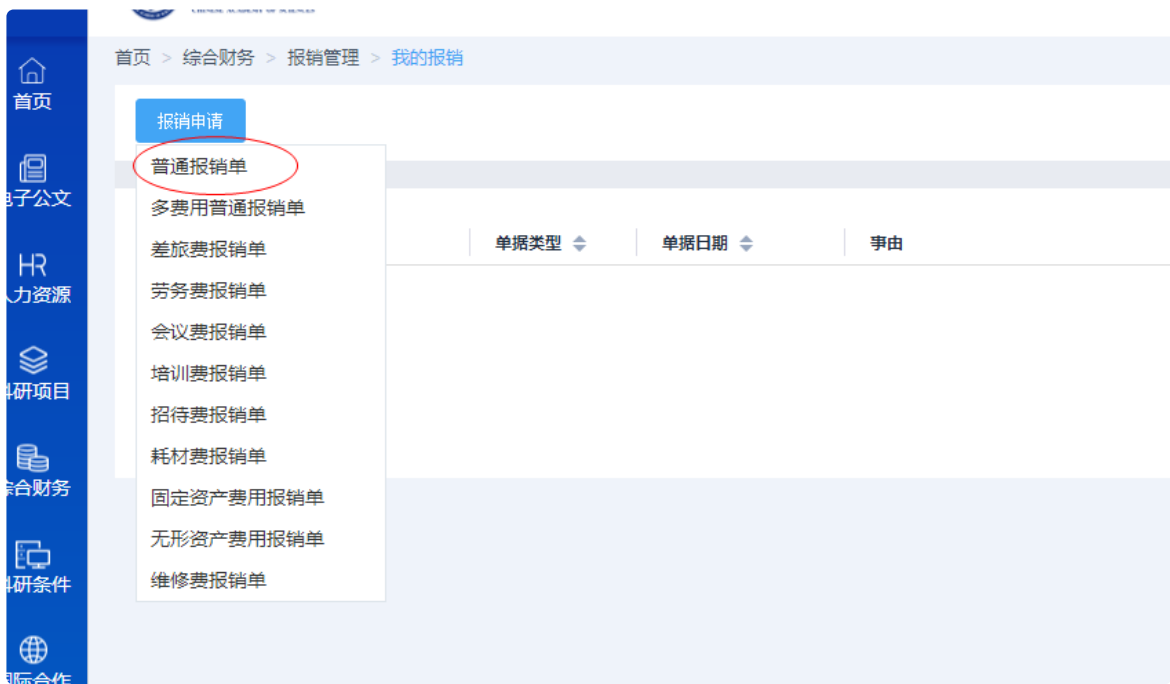 CHINESE ACADEMY OF SCIENCES
首页 > 综合财务 > 报销管理 > 我的报销
首页
报销申请
普通报销单
电子公文
多费用普通报销单
单据类型
单据日期
事由
差旅费报销单
HR
人力资源
劳务费报销单
会议费报销单
培训费报销单
科研项目
招待费报销单
耗材费报销单
综合财务
固定资产费用报销单
无形资产费用报销单
科研条件
维修费报销单
国际合作